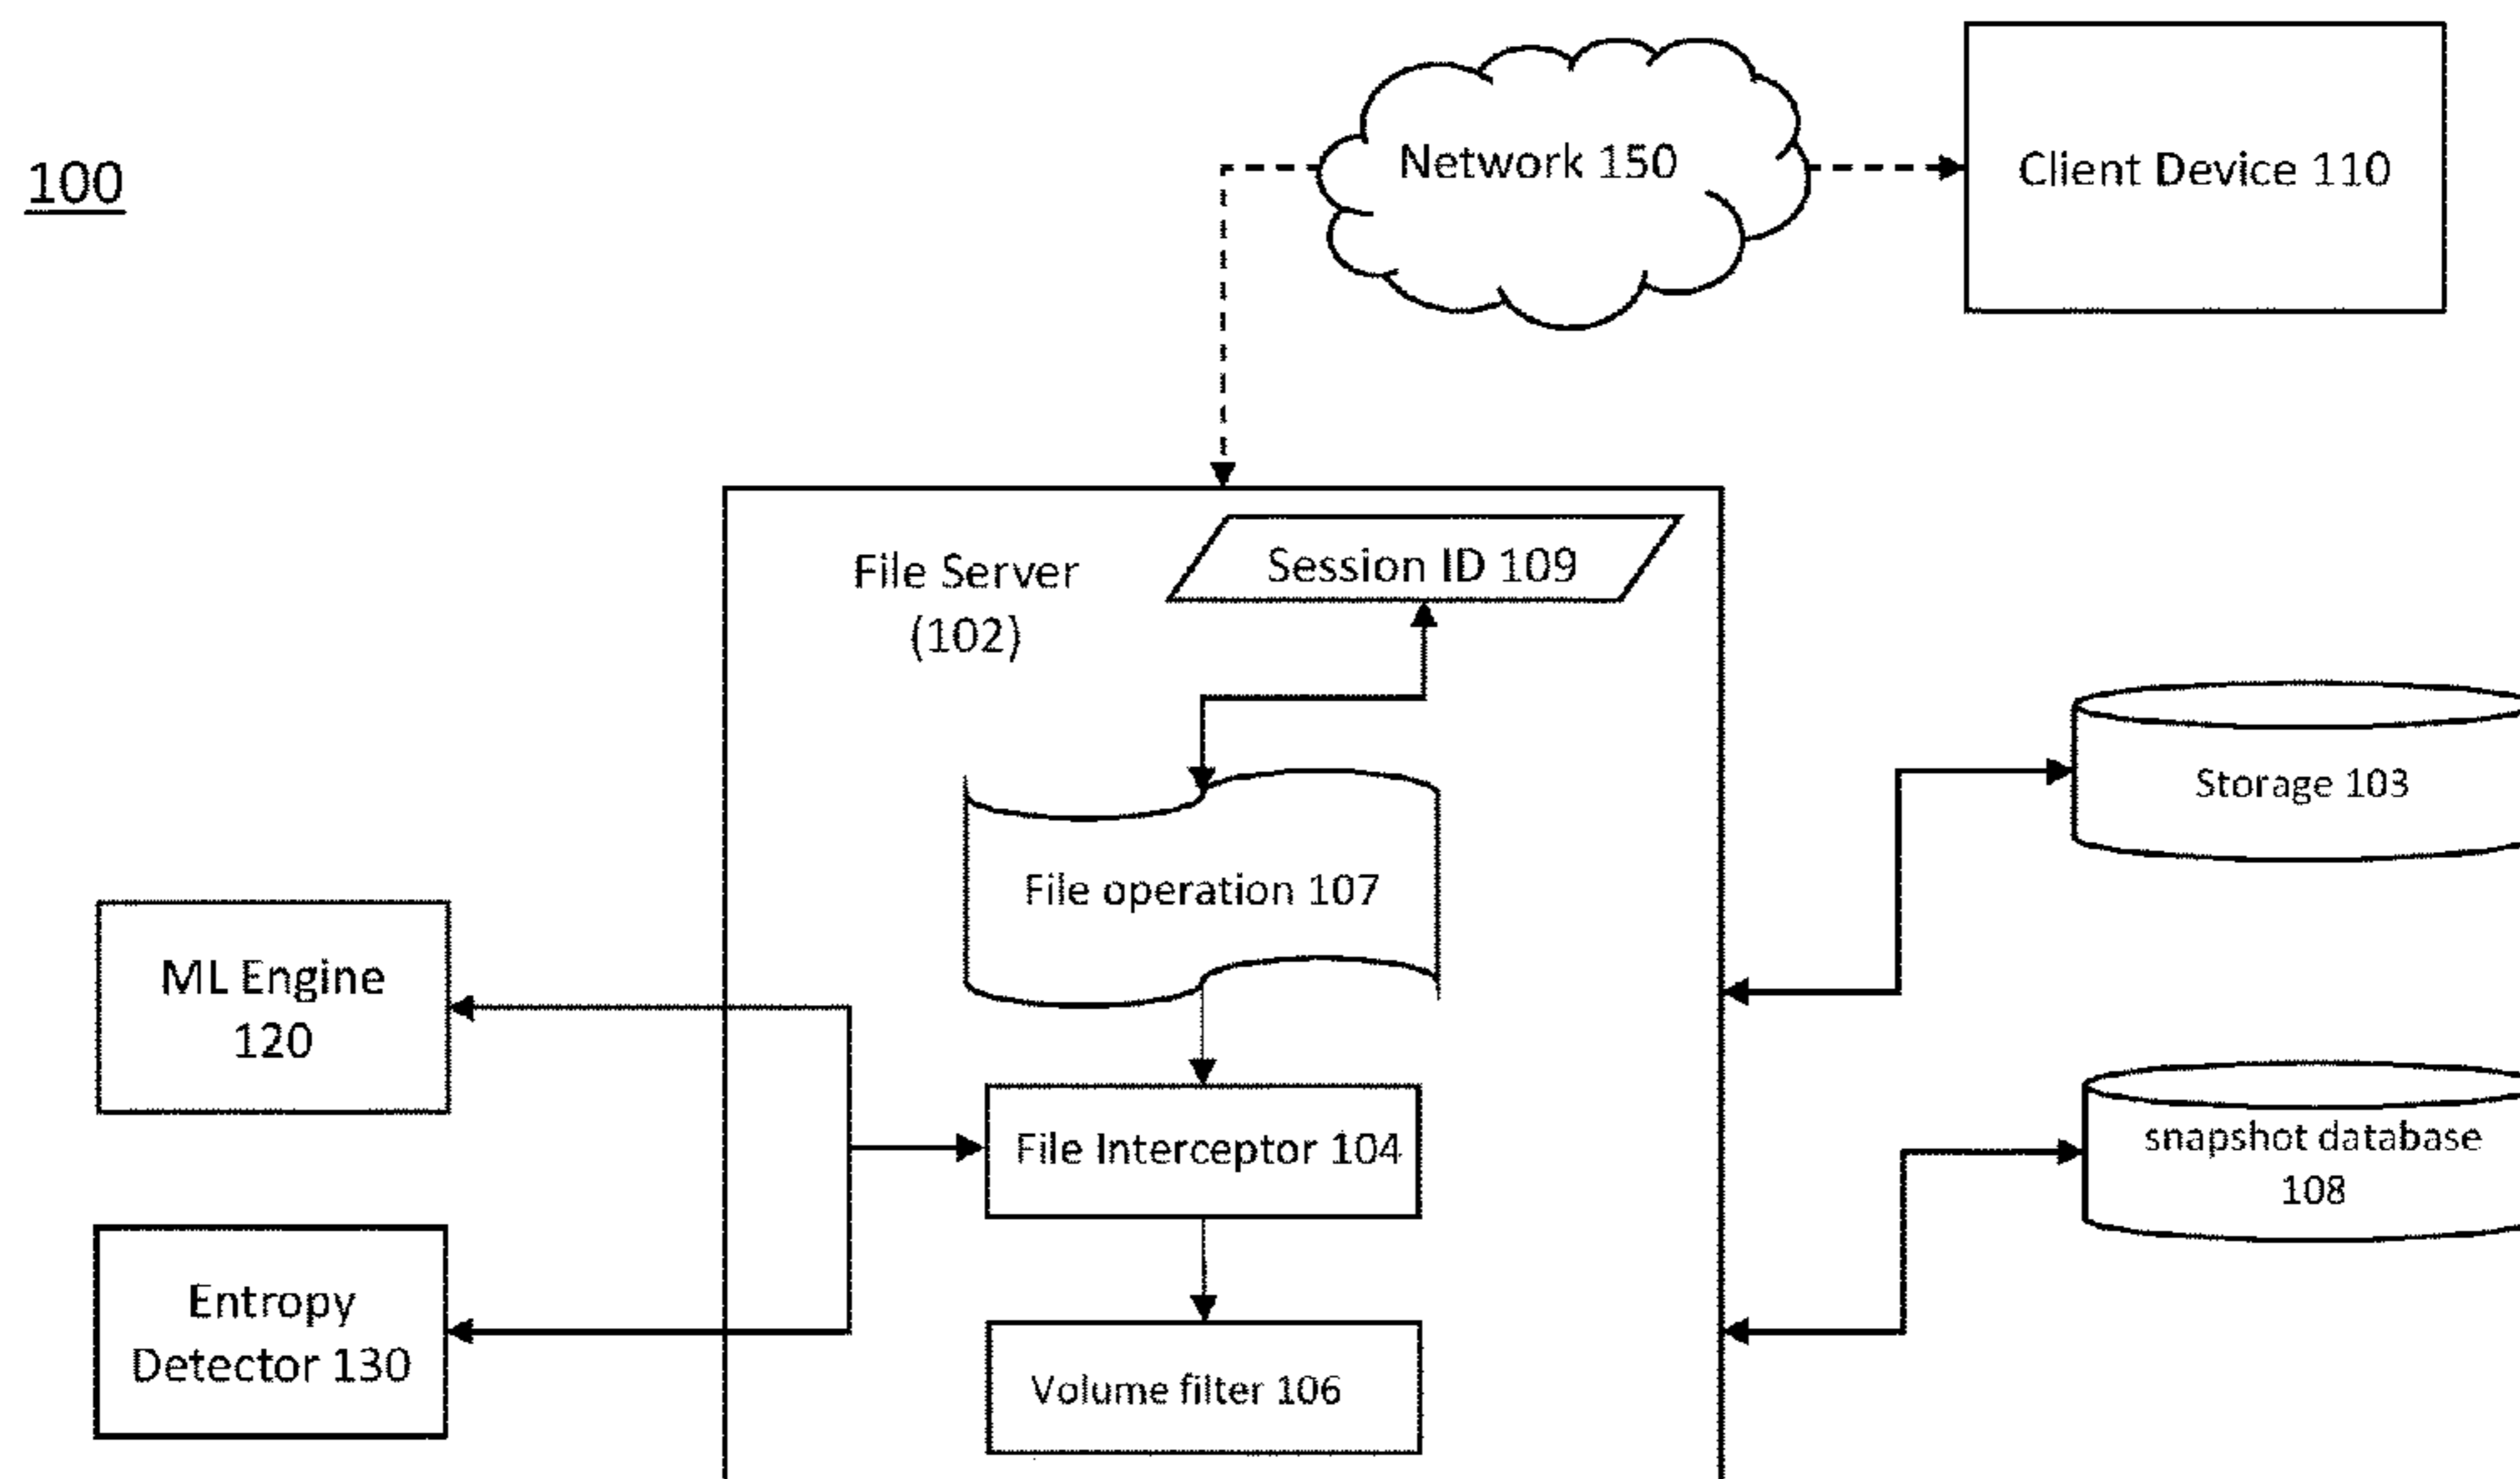 100
Network 150
Client Device 110
File Server
(102)
Session ID 109
Storage 103
File operation 107
ML Engine
120
File Interceptor 104
snapshot database
108
Entropy
Detector 130
Volume filter 106